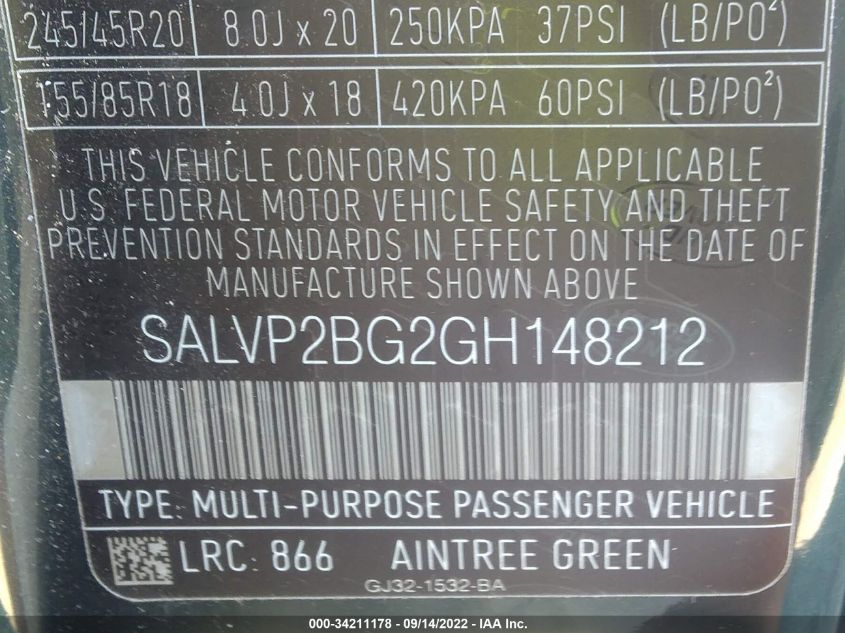 245/45R20 8.0J x 20 250KPA 37PSI (LB/PO²)
155/85R18 4.0J x 18 420KPA 60PSI (LB/PO²)
THIS VEHICLE CONFORMS TO ALL APPLICABLE
U.S. FEDERAL MOTOR VEHICLE SAFETY AND THEFT
PREVENTION STANDARDS IN EFFECT ON THE DATE OF
MANUFACTURE SHOWN ABOVE
SALVP2BG2GH148212
TYPE: MULTI-PURPOSE PASSENGER VEHICLE
LRC: 866 AINTREE GREEN
GJ32-1532-BA
000-34211178 - 09/14/2022 - IAA Inc.